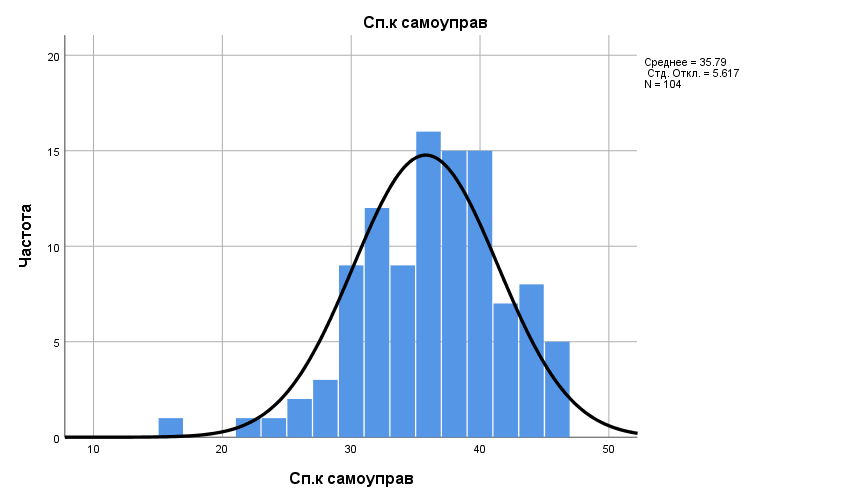 Сп.к самоуправ
Среднее = 35.79
Стд. Откл. = 5.617
N = 104
Частота
20
15
10
5
0
10 20 30 40 50
Сп.к самоуправ